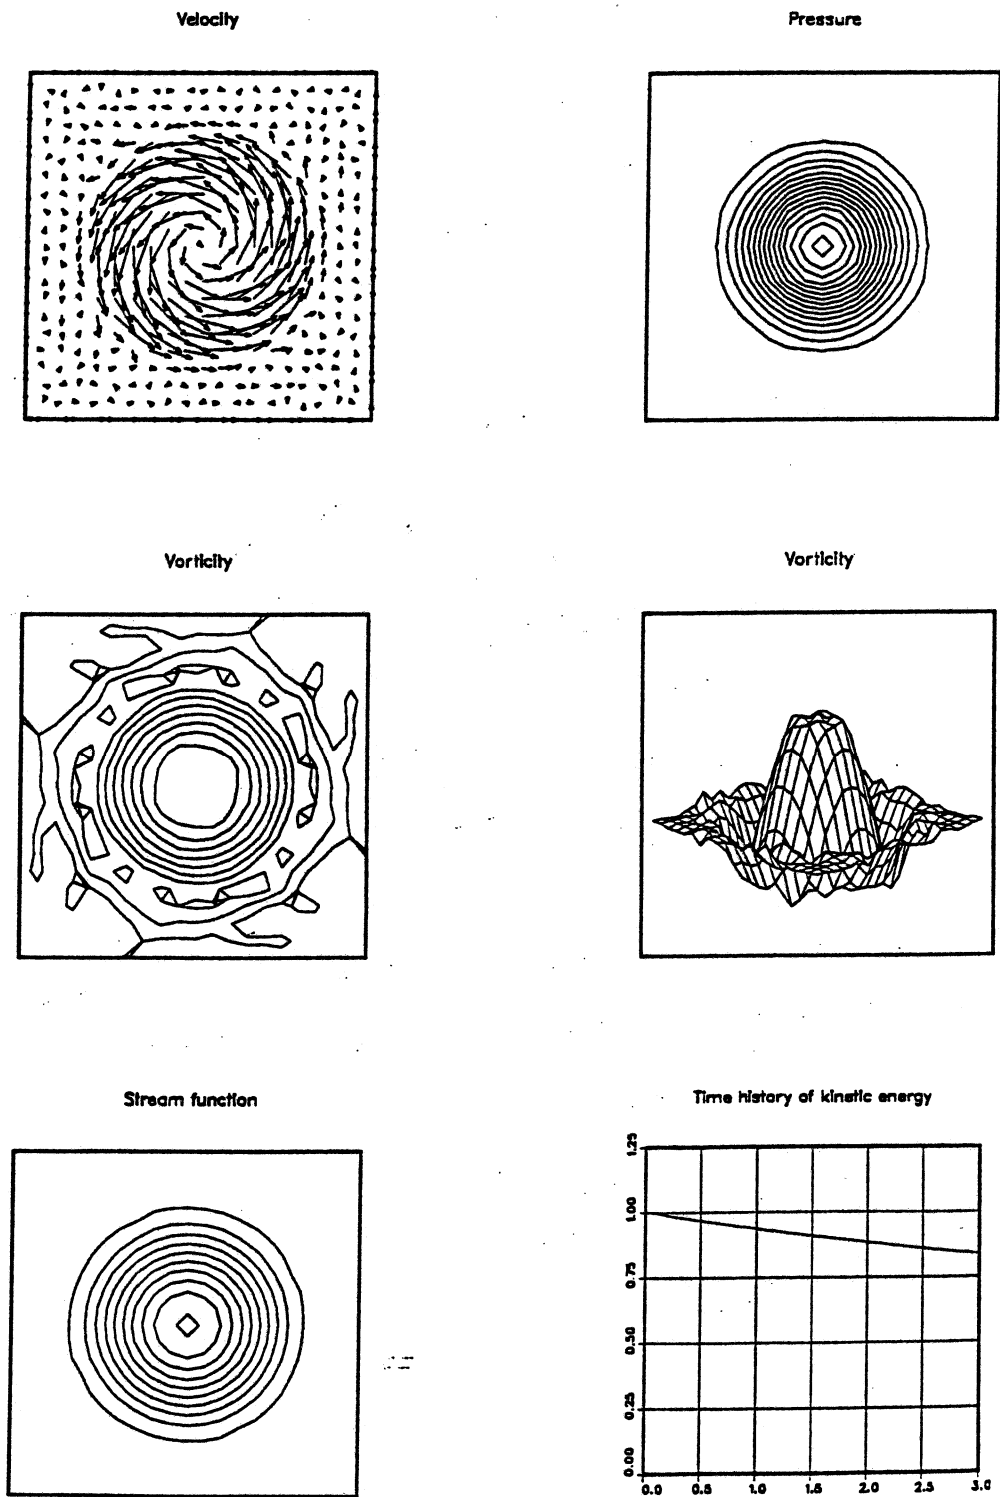 Velocity
Pressure
Vorticity
Vorticity
Stream function
Time history of kinetic energy
1.25
1.00
0.75
0.50
0.25
0.00
0.0 0.5 1.0 1.5 2.0 2.5 3.0